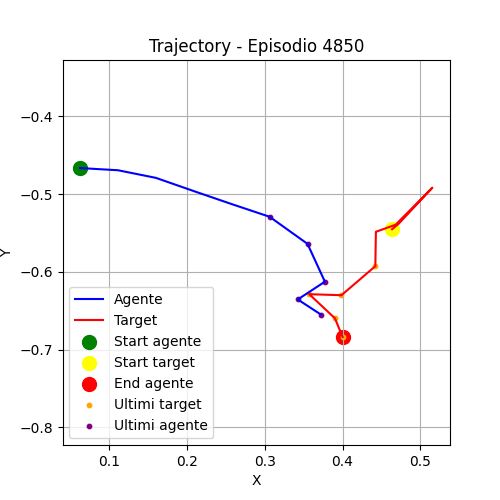 Trajectory - Episodio 4850
−0.4
−0.5
−0.6
−0.7
−0.8
Y
Agente
Target
Start agente
Start target
End agente
Ultimi target
Ultimi agente
0.1 0.2 0.3 0.4 0.5
X